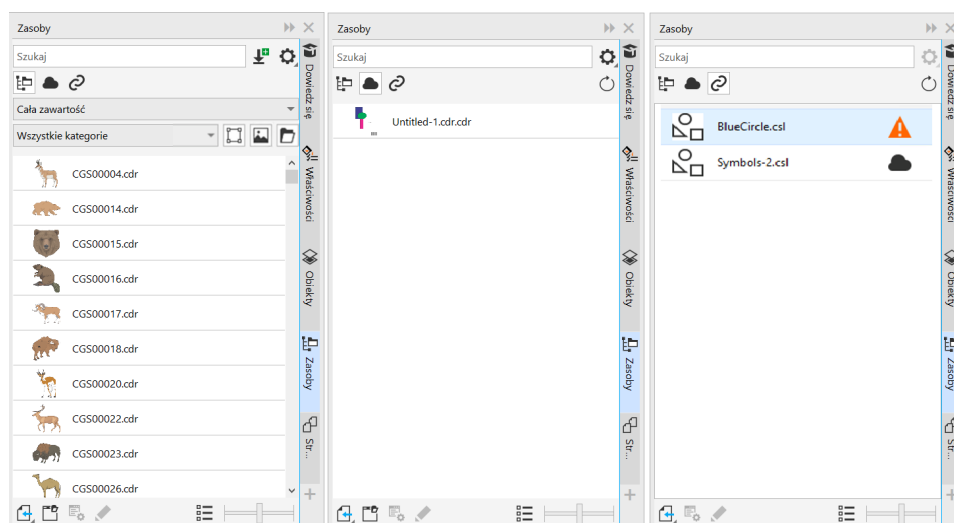 Zasoby
Szukaj
Cała zawartość
Wszystkie kategorie
CGS00004.cdr
CGS00014.cdr
CGS00015.cdr
CGS00016.cdr
CGS00017.cdr
CGS00018.cdr
CGS00020.cdr
CGS00022.cdr
CGS00023.cdr
CGS00026.cdr
Dowiedz się
Właściwości
Obiekty
Zasoby
Str...
Zasoby
Szukaj
Untitled-1.cdr.cdr
Dowiedz się
Właściwości
Obiekty
Zasoby
Str...
Zasoby
Szukaj
BlueCircle.csl
Symbols-2.csl
Dowiedz się
Właściwości
Obiekty
Zasoby
Str...